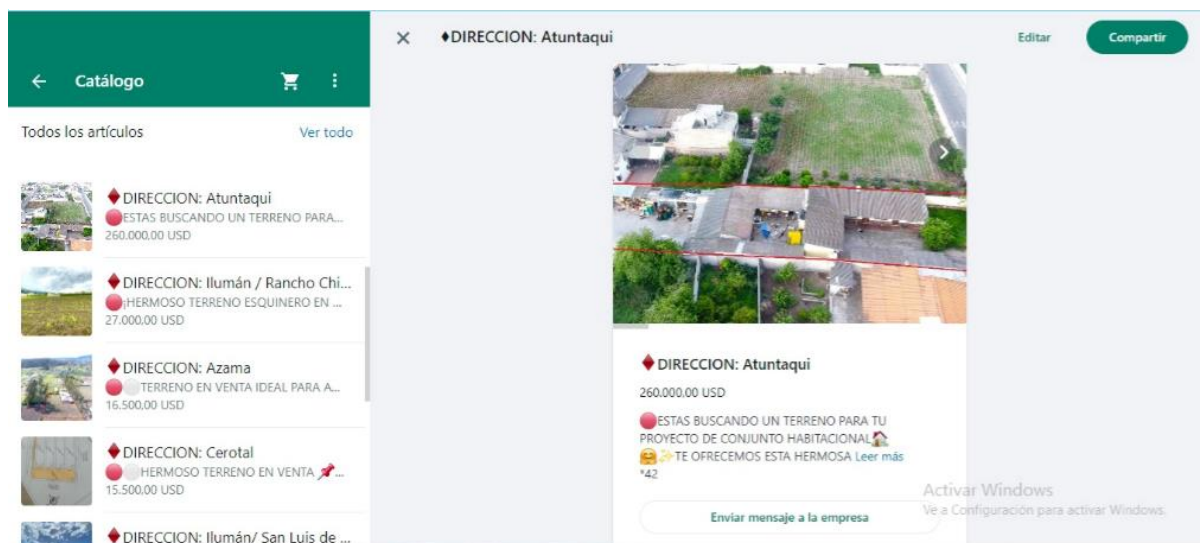 Catálogo
Todos los artículos
Ver todo
♦DIRECCION: Atuntaqui
🔴ESTAS BUSCANDO UN TERRENO PARA...
260.000,00 USD
♦DIRECCION: Ilumán / Rancho Chi...
🔴¡HERMOSO TERRENO ESQUINERO EN ...
27.000,00 USD
♦DIRECCION: Azama
🔴⚪TERRENO EN VENTA IDEAL PARA A...
16.500,00 USD
♦DIRECCION: Cerotal
🔴⚪HERMOSO TERRENO EN VENTA 📌...
15.500,00 USD
♦DIRECCION: Ilumán/ San Luis de ...
♦DIRECCION: Atuntaqui
Editar
Compartir
♦DIRECCION: Atuntaqui
260.000,00 USD
🔴ESTAS BUSCANDO UN TERRENO PARA TU
PROYECTO DE CONJUNTO HABITACIONAL🏠
🤗✨TE OFRECEMOS ESTA HERMOSA Leer más
*42
Enviar mensaje a la empresa
Activar Windows
Ve a Configuración para activar Windows.